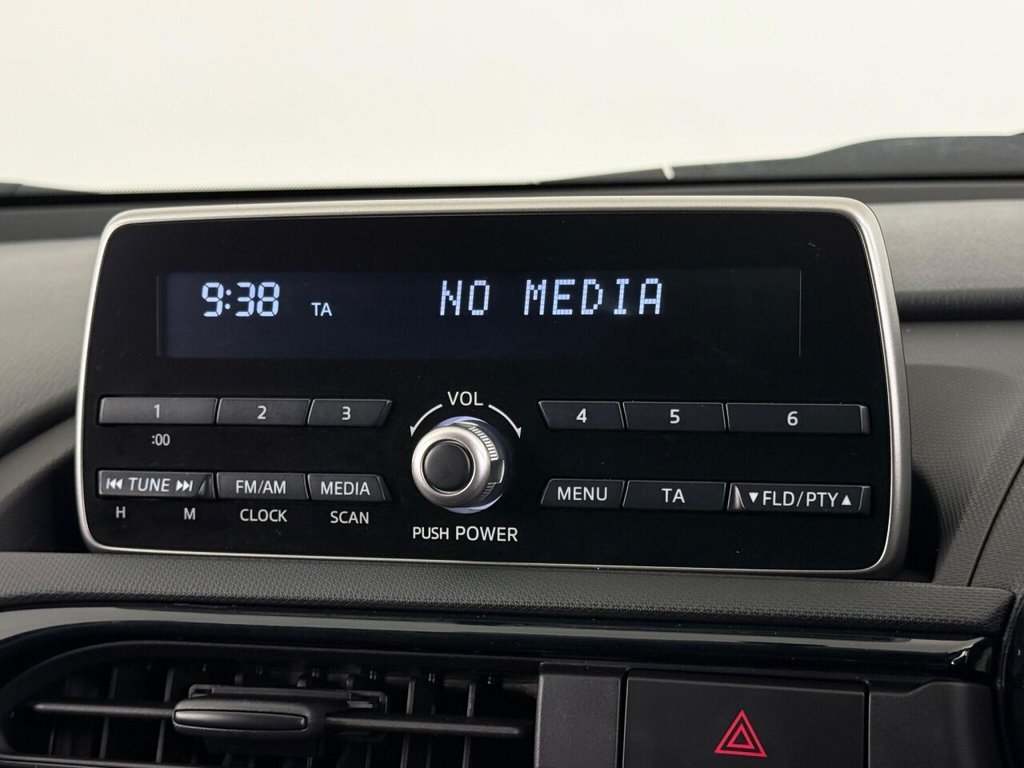 9:38 TA NO MEDIA
VOL
1 2 3 4 5 6
:00
TUNE FM/AM MEDIA MENU TA ▼FLD/PTY▲
H M CLOCK SCAN
PUSH POWER